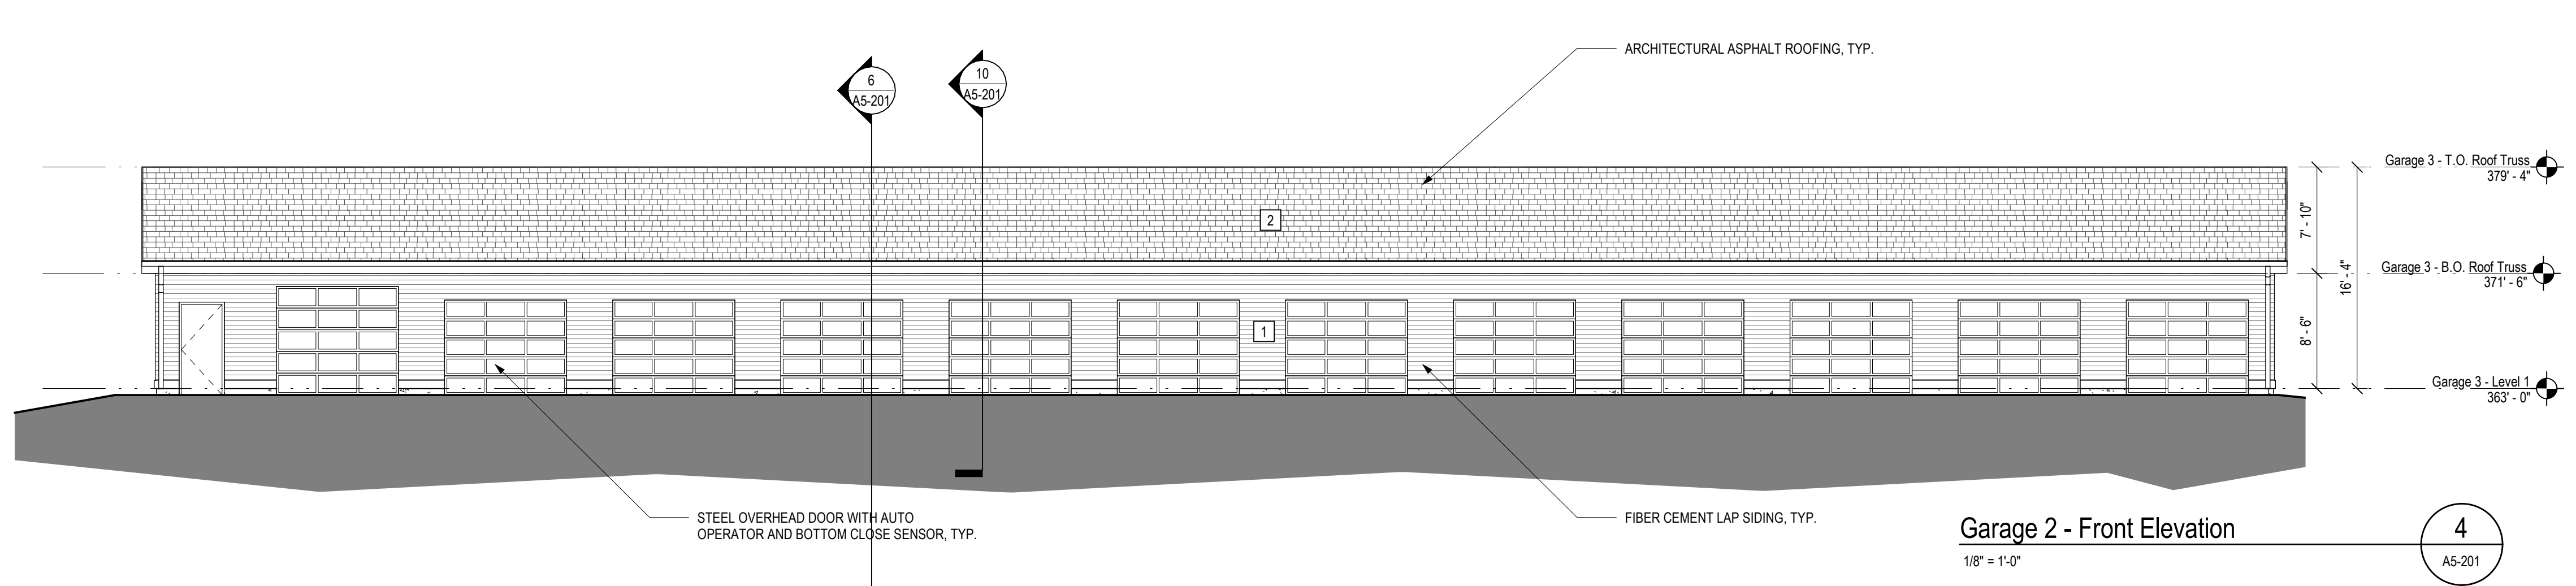 ARCHITECTURAL ASPHALT ROOFING, TYP.
6
A5-201
10
A5-201
Garage 3 - T.O. Roof Truss
379' - 4"
7' - 10"
2
Garage 3 - B.O. Roof Truss
371' - 6"
16' - 4"
8' - 6"
1
Garage 3 - Level 1
363' - 0"
STEEL OVERHEAD DOOR WITH AUTO
OPERATOR AND BOTTOM CLOSE SENSOR, TYP.
FIBER CEMENT LAP SIDING, TYP.
Garage 2 - Front Elevation
1/8" = 1'-0"
4
A5-201